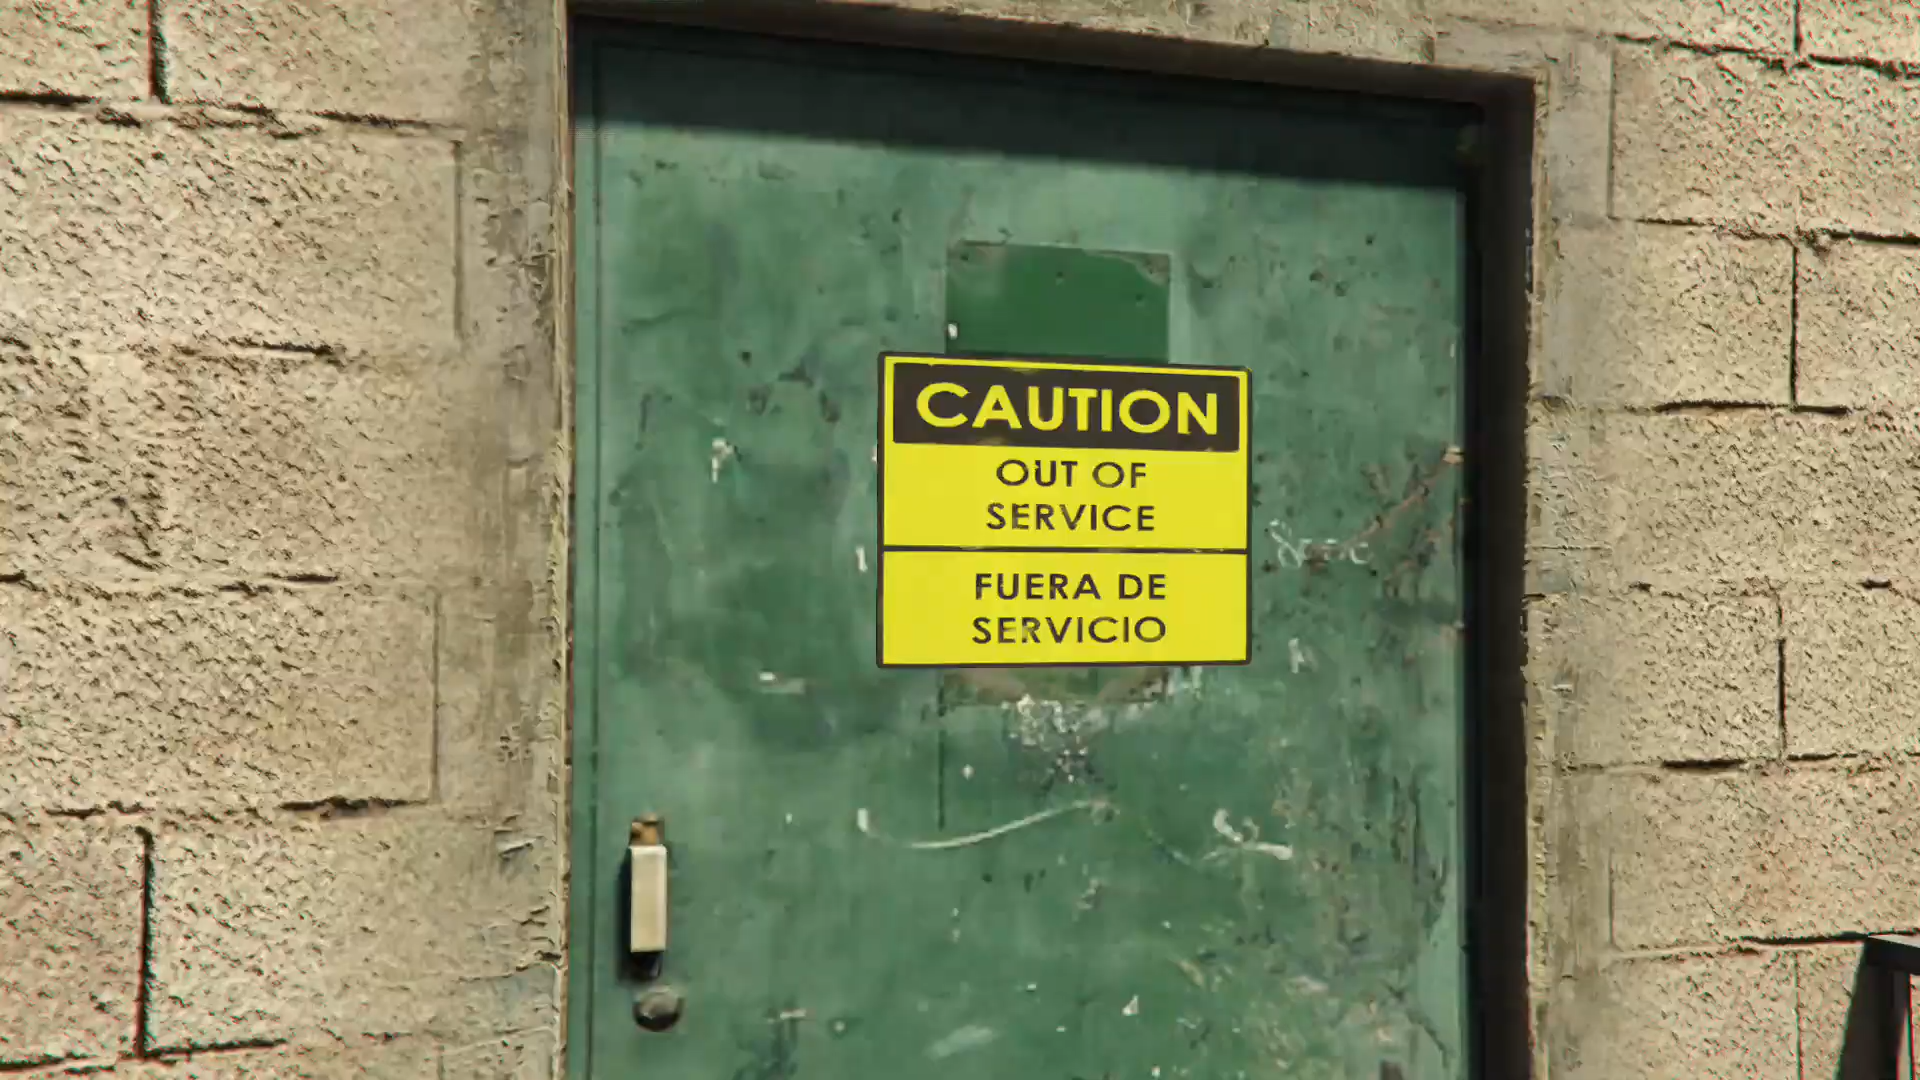 CAUTION
OUT OF
SERVICE
FUERA DE
SERVICIO